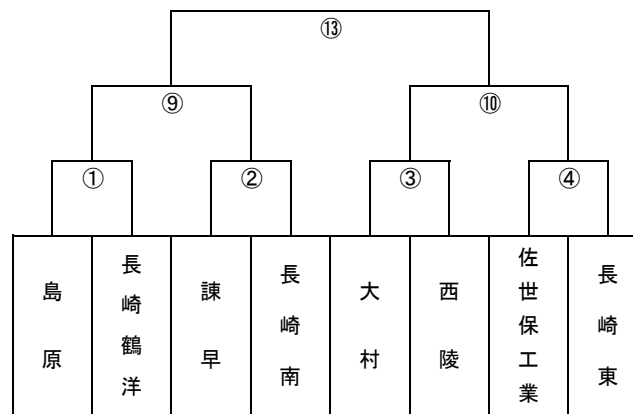 ⑬
⑨
⑩
①
②
③
④
島原
長崎鶴洋
諫早
長崎南
大村
西陵
佐世保工業
長崎東